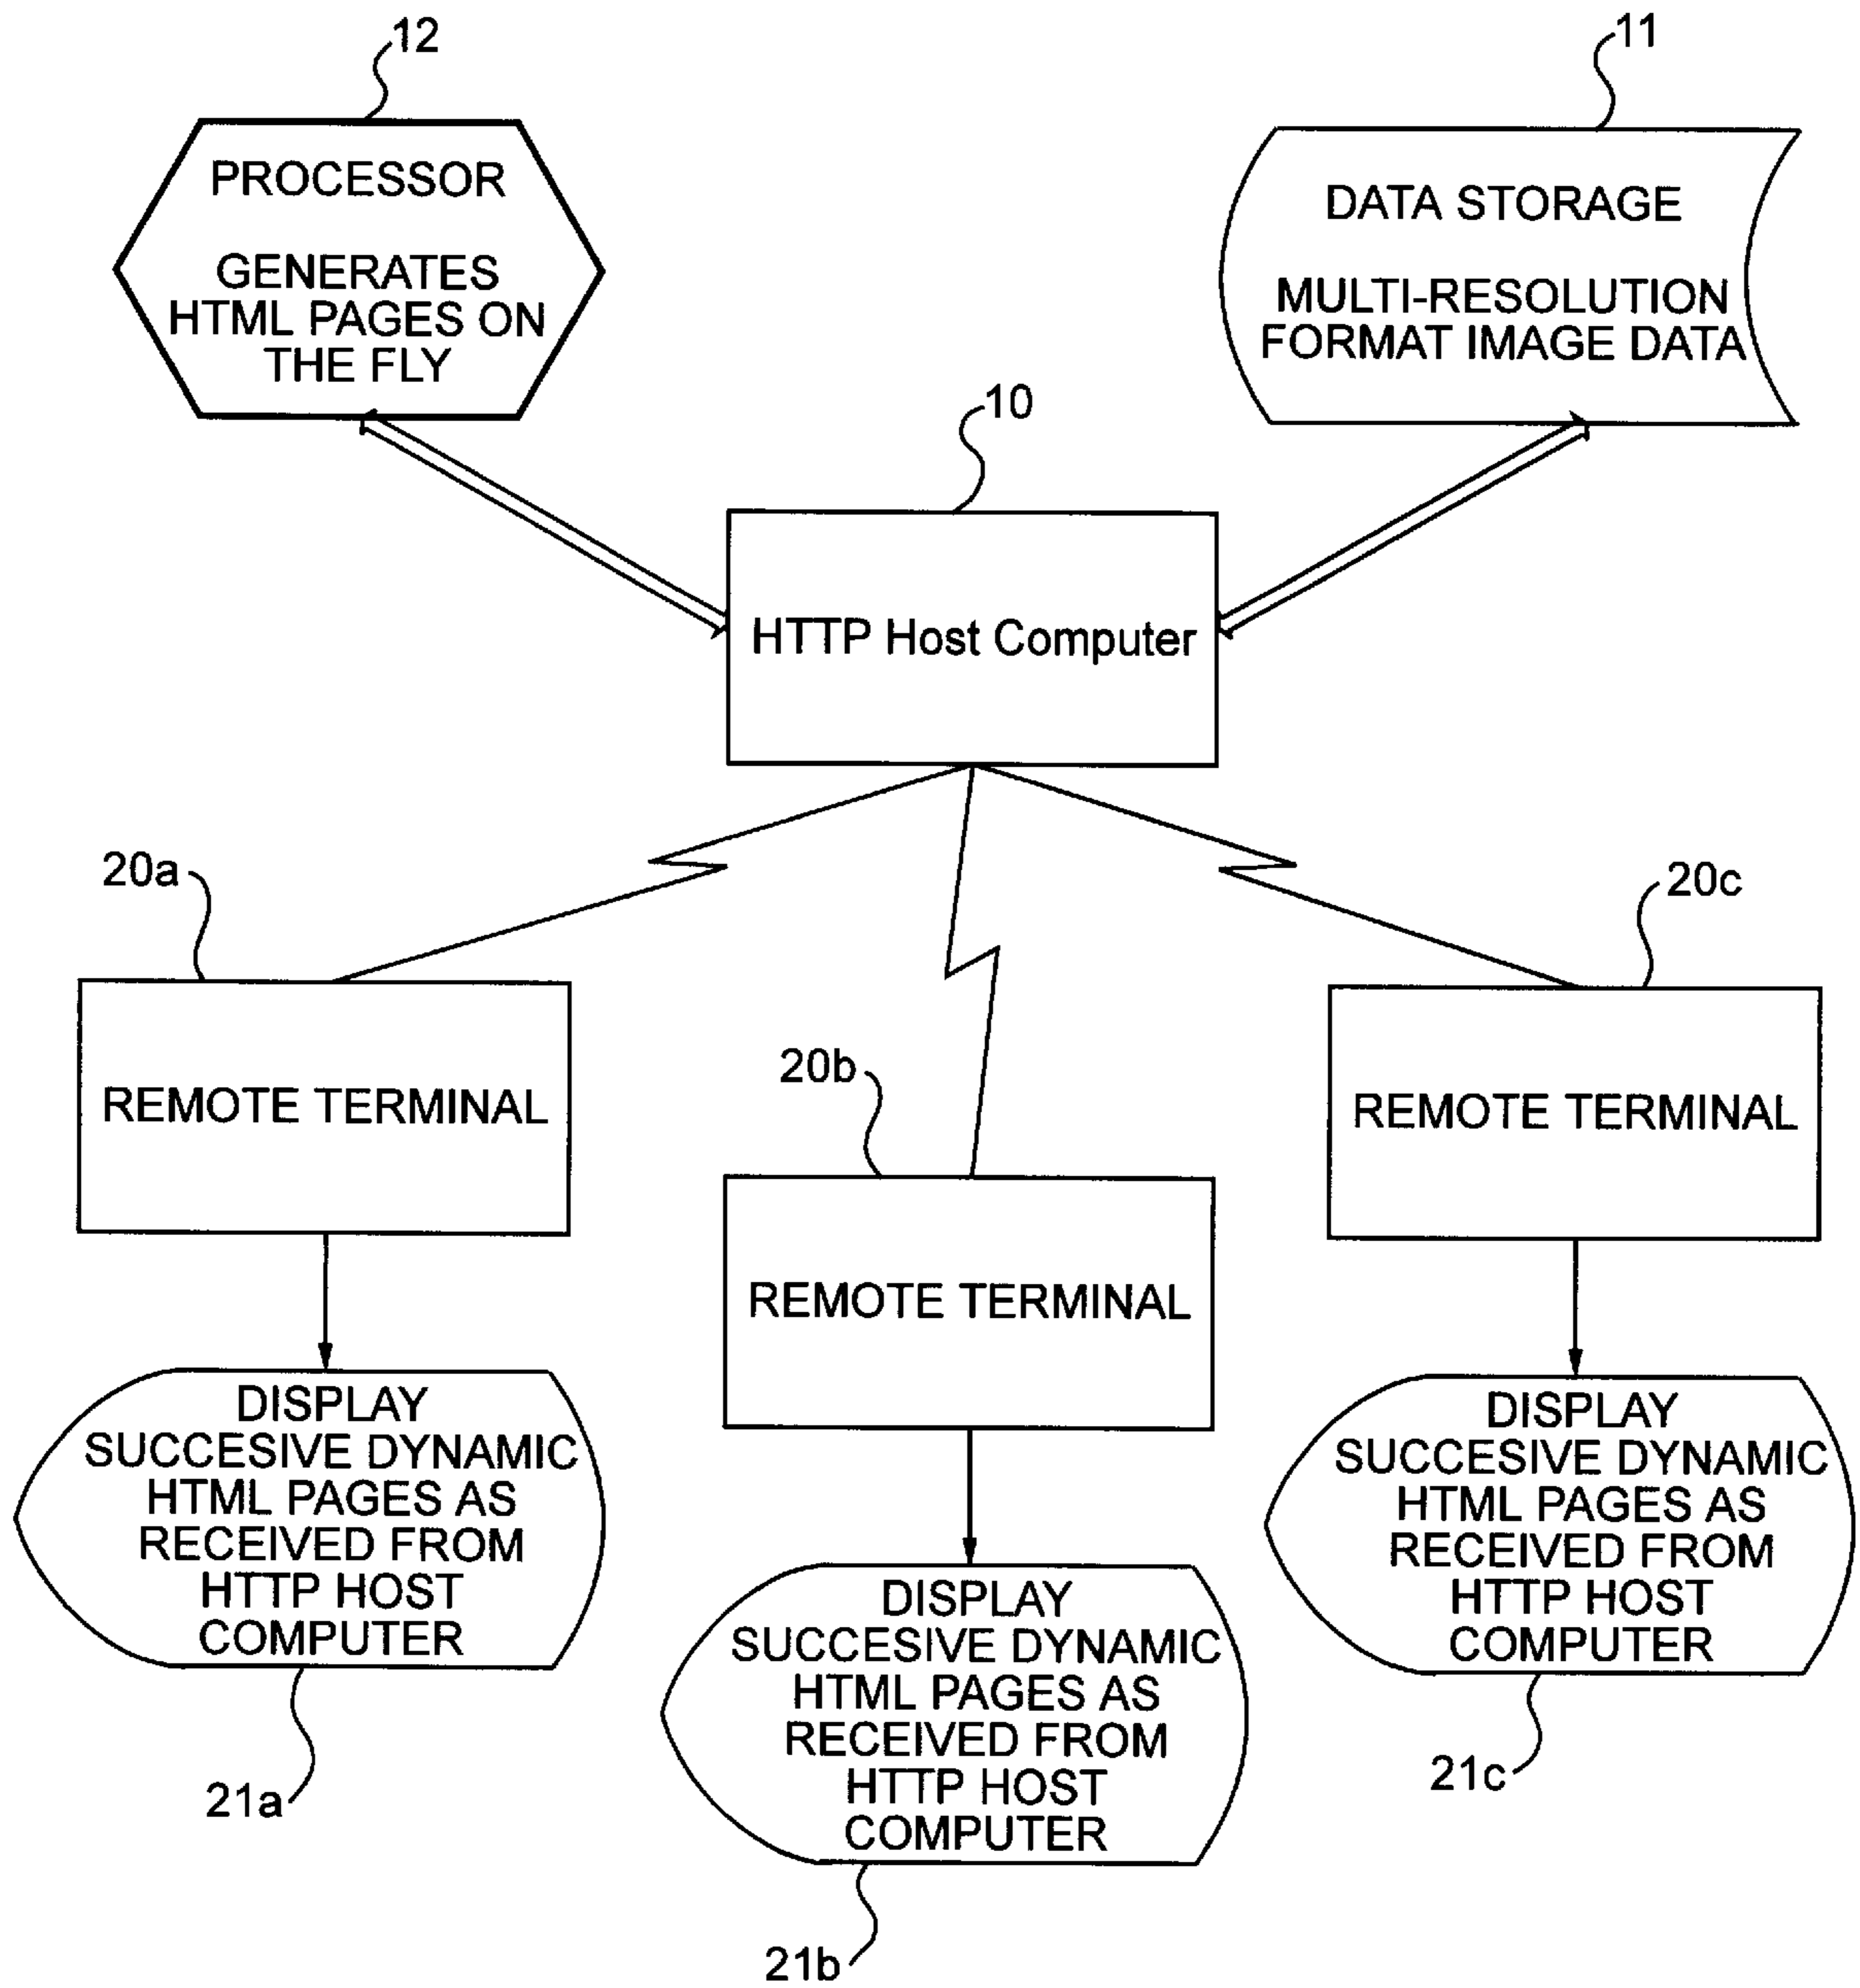 12
11
PROCESSOR
GENERATES
HTML PAGES ON
THE FLY
DATA STORAGE
MULTI-RESOLUTION
FORMAT IMAGE DATA
10
HTTP Host Computer
20a
20c
20b
REMOTE TERMINAL
REMOTE TERMINAL
REMOTE TERMINAL
DISPLAY
SUCCESIVE DYNAMIC
HTML PAGES AS
RECEIVED FROM
HTTP HOST
COMPUTER
DISPLAY
SUCCESIVE DYNAMIC
HTML PAGES AS
RECEIVED FROM
HTTP HOST
COMPUTER
DISPLAY
SUCCESIVE DYNAMIC
HTML PAGES AS
RECEIVED FROM
HTTP HOST
COMPUTER
21a
21c
21b